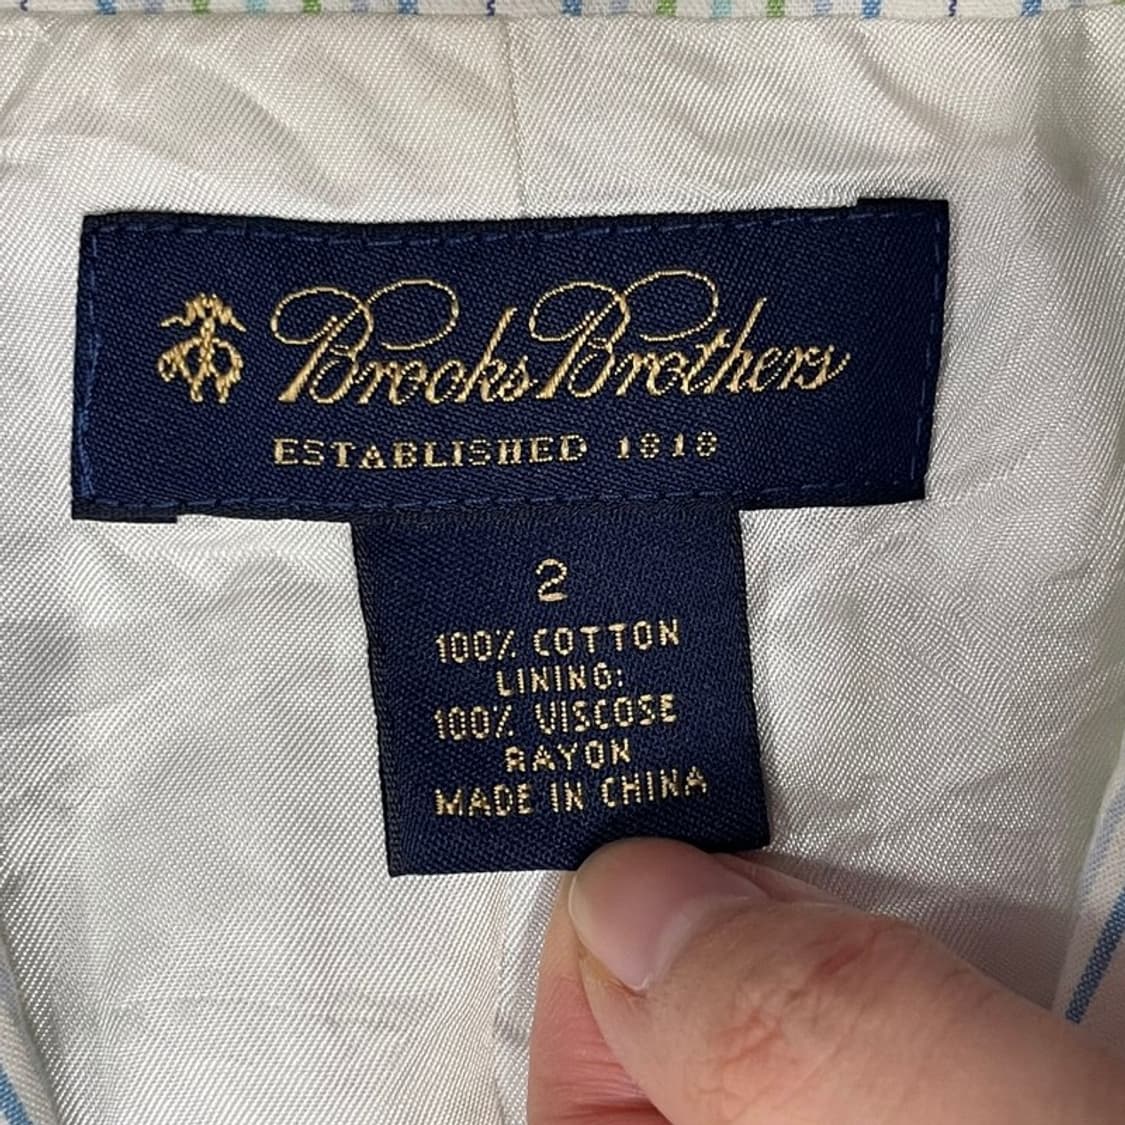 Brooks Brothers
ESTABLISHED 1818
2
100% COTTON
LINING:
100% VISCOSE
RAYON
MADE IN CHINA